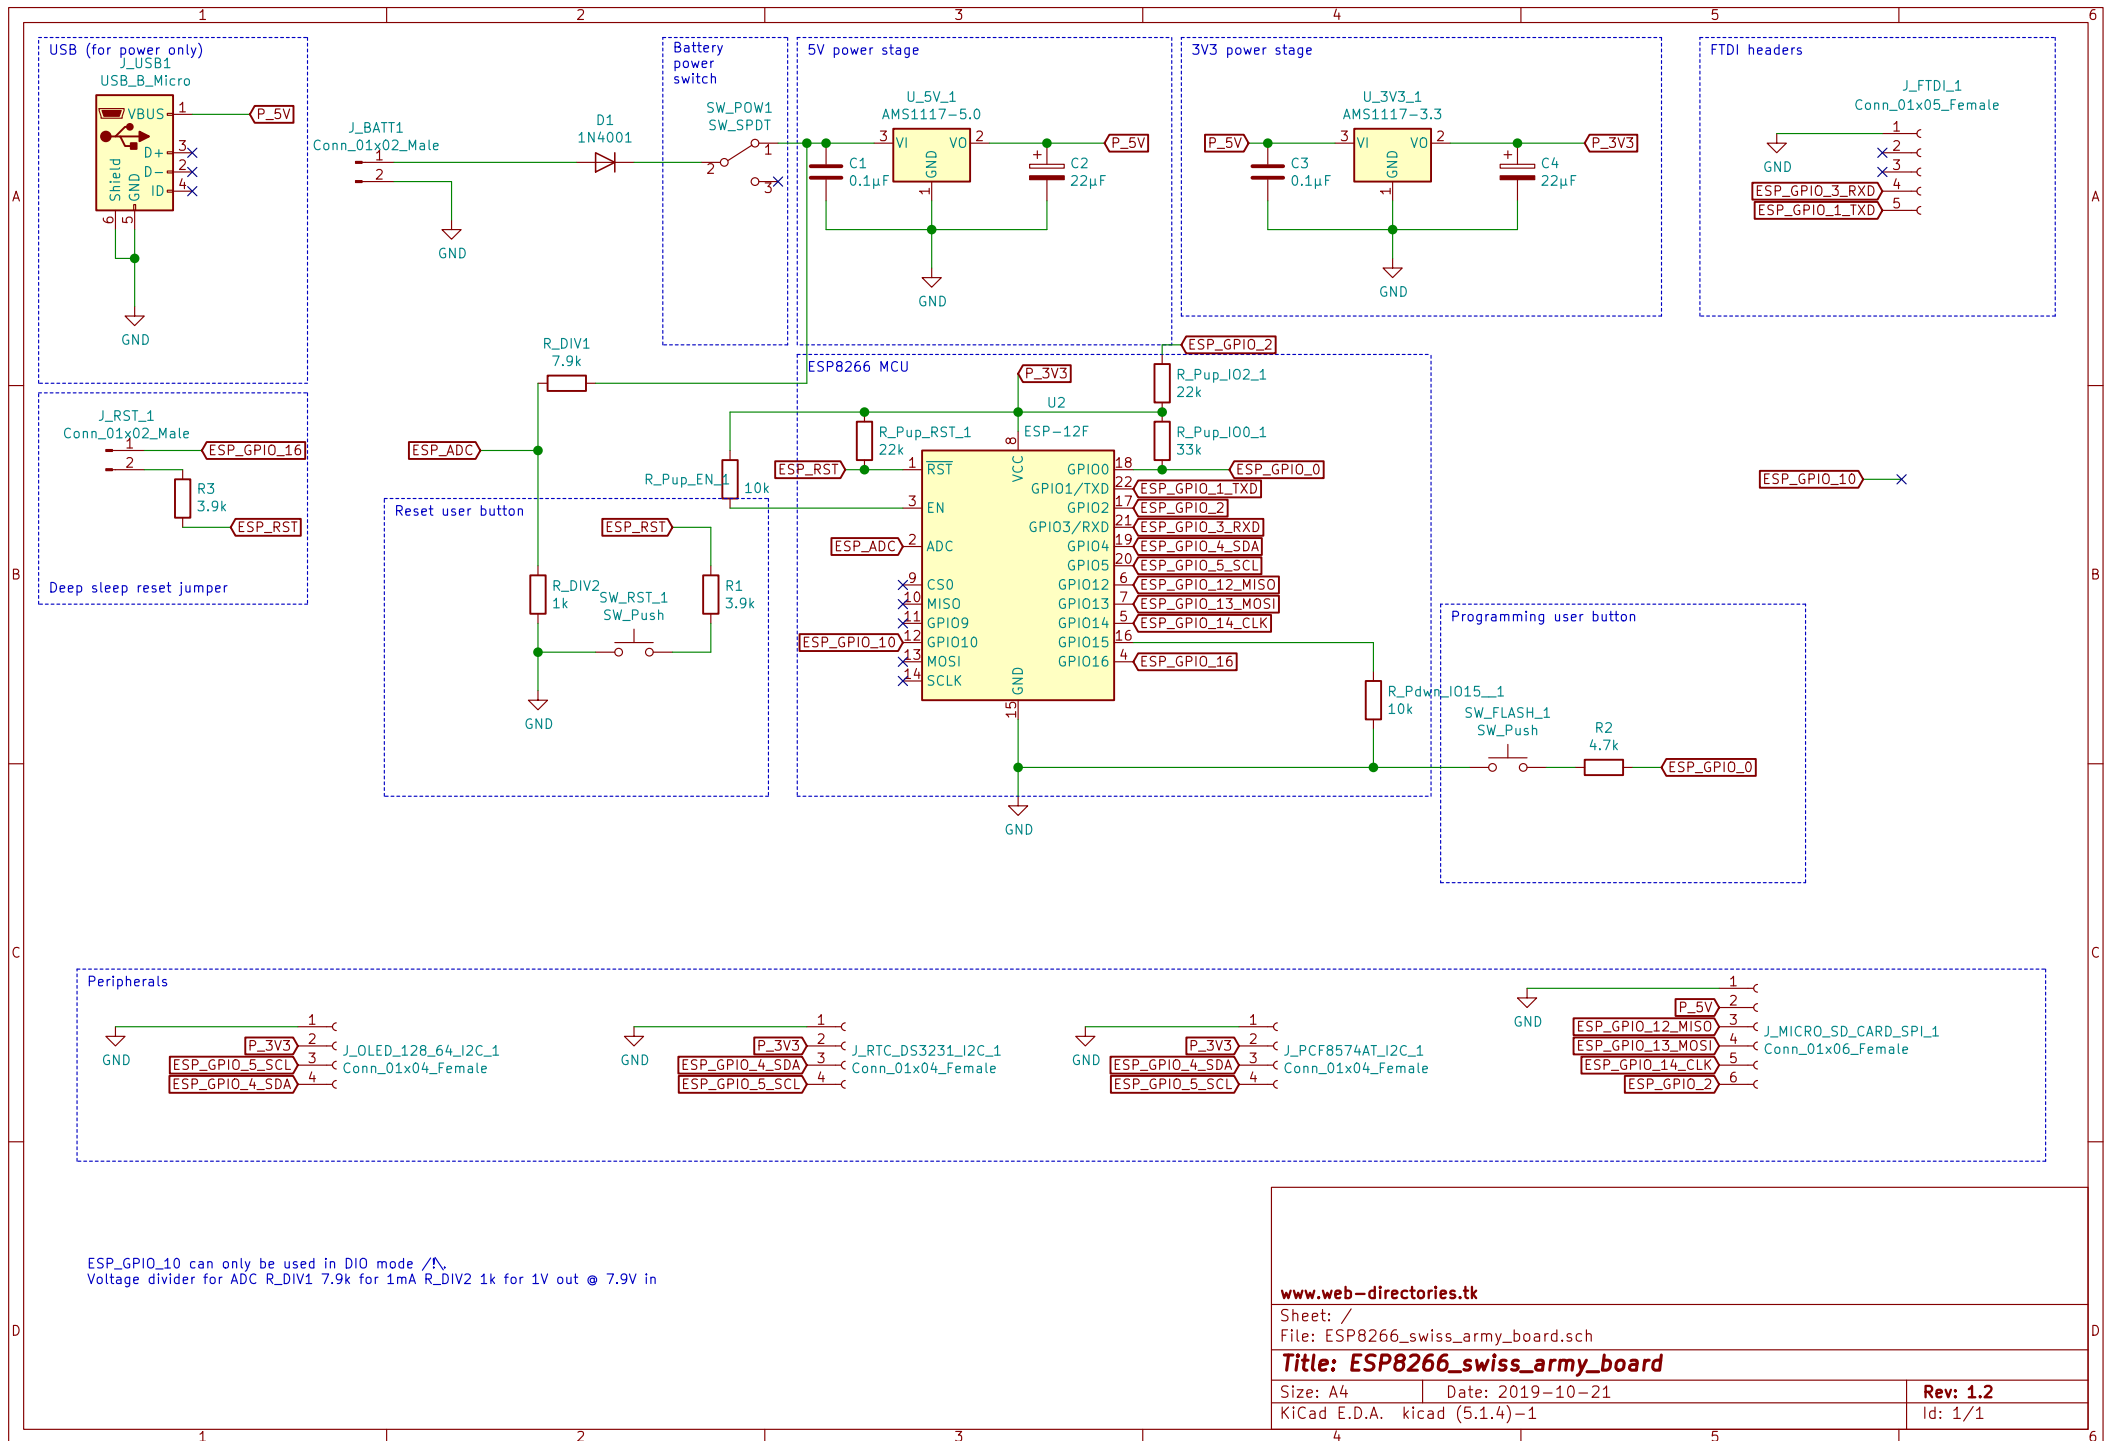 1 2 3 4 5 6
A
B
C
D
USB (for power only)
J_USB1
USB_B_Micro
VBUS 1
P_5V
D+ 3
D- 2
ID 4
Shield
GND
6 5
GND
J_BATT1
Conn_01x02_Male
1
2
GND
D1
1N4001
Battery
power
switch
SW_POW1
SW_SPDT
1
2
3
5V power stage
U_5V_1
AMS1117-5.0
3 VI VO 2
GND
1
C1
0.1µF
C2
22µF
P_5V
GND
3V3 power stage
U_3V3_1
AMS1117-3.3
P_5V
3 VI VO 2
GND
1
C3
0.1µF
C4
22µF
P_3V3
GND
FTDI headers
J_FTDI_1
Conn_01x05_Female
1
2
3
ESP_GPIO_3_RXD 4
ESP_GPIO_1_TXD 5
GND
J_RST_1
Conn_01x02_Male
1
ESP_GPIO_16
2
R3
3.9k
ESP_RST
Deep sleep reset jumper
R_DIV1
7.9k
ESP_ADC
Reset user button
ESP_RST
R_DIV2
1k
SW_RST_1
SW_Push
R1
3.9k
GND
ESP8266 MCU
P_3V3
ESP_GPIO_2
R_Pup_IO2_1
22k
U2
ESP-12F
R_Pup_RST_1
22k
R_Pup_IO0_1
33k
R_Pup_EN_1
10k
8
VCC
ESP_RST 1 RST
3 EN
ESP_ADC 2 ADC
9 CS0
10 MISO
11 GPIO9
ESP_GPIO_10 12 GPIO10
13 MOSI
14 SCLK
GND
15
GPIO0 18 ESP_GPIO_0
GPIO1/TXD 22 ESP_GPIO_1_TXD
GPIO2 17 ESP_GPIO_2
GPIO3/RXD 21 ESP_GPIO_3_RXD
GPIO4 19 ESP_GPIO_4_SDA
GPIO5 20 ESP_GPIO_5_SCL
GPIO12 6 ESP_GPIO_12_MISO
GPIO13 7 ESP_GPIO_13_MOSI
GPIO14 5 ESP_GPIO_14_CLK
GPIO15 16
GPIO16 4 ESP_GPIO_16
R_Pdwn_IO15__1
10k
GND
ESP_GPIO_10
Programming user button
SW_FLASH_1
SW_Push
R2
4.7k
ESP_GPIO_0
Peripherals
1
GND
P_3V3 2
ESP_GPIO_5_SCL 3
ESP_GPIO_4_SDA 4
J_OLED_128_64_I2C_1
Conn_01x04_Female
1
GND
P_3V3 2
ESP_GPIO_4_SDA 3
ESP_GPIO_5_SCL 4
J_RTC_DS3231_I2C_1
Conn_01x04_Female
1
GND
P_3V3 2
ESP_GPIO_4_SDA 3
ESP_GPIO_5_SCL 4
J_PCF8574AT_I2C_1
Conn_01x04_Female
1
GND
P_5V 2
ESP_GPIO_12_MISO 3
ESP_GPIO_13_MOSI 4
ESP_GPIO_14_CLK 5
ESP_GPIO_2 6
J_MICRO_SD_CARD_SPI_1
Conn_01x06_Female
ESP_GPIO_10 can only be used in DIO mode /!\,
Voltage divider for ADC R_DIV1 7.9k for 1mA R_DIV2 1k for 1V out @ 7.9V in
www.web-directories.tk
Sheet: /
File: ESP8266_swiss_army_board.sch
Title: ESP8266_swiss_army_board
Size: A4 Date: 2019-10-21 Rev: 1.2
KiCad E.D.A. kicad (5.1.4)-1 Id: 1/1
A
B
C
D
1 2 3 4 5 6